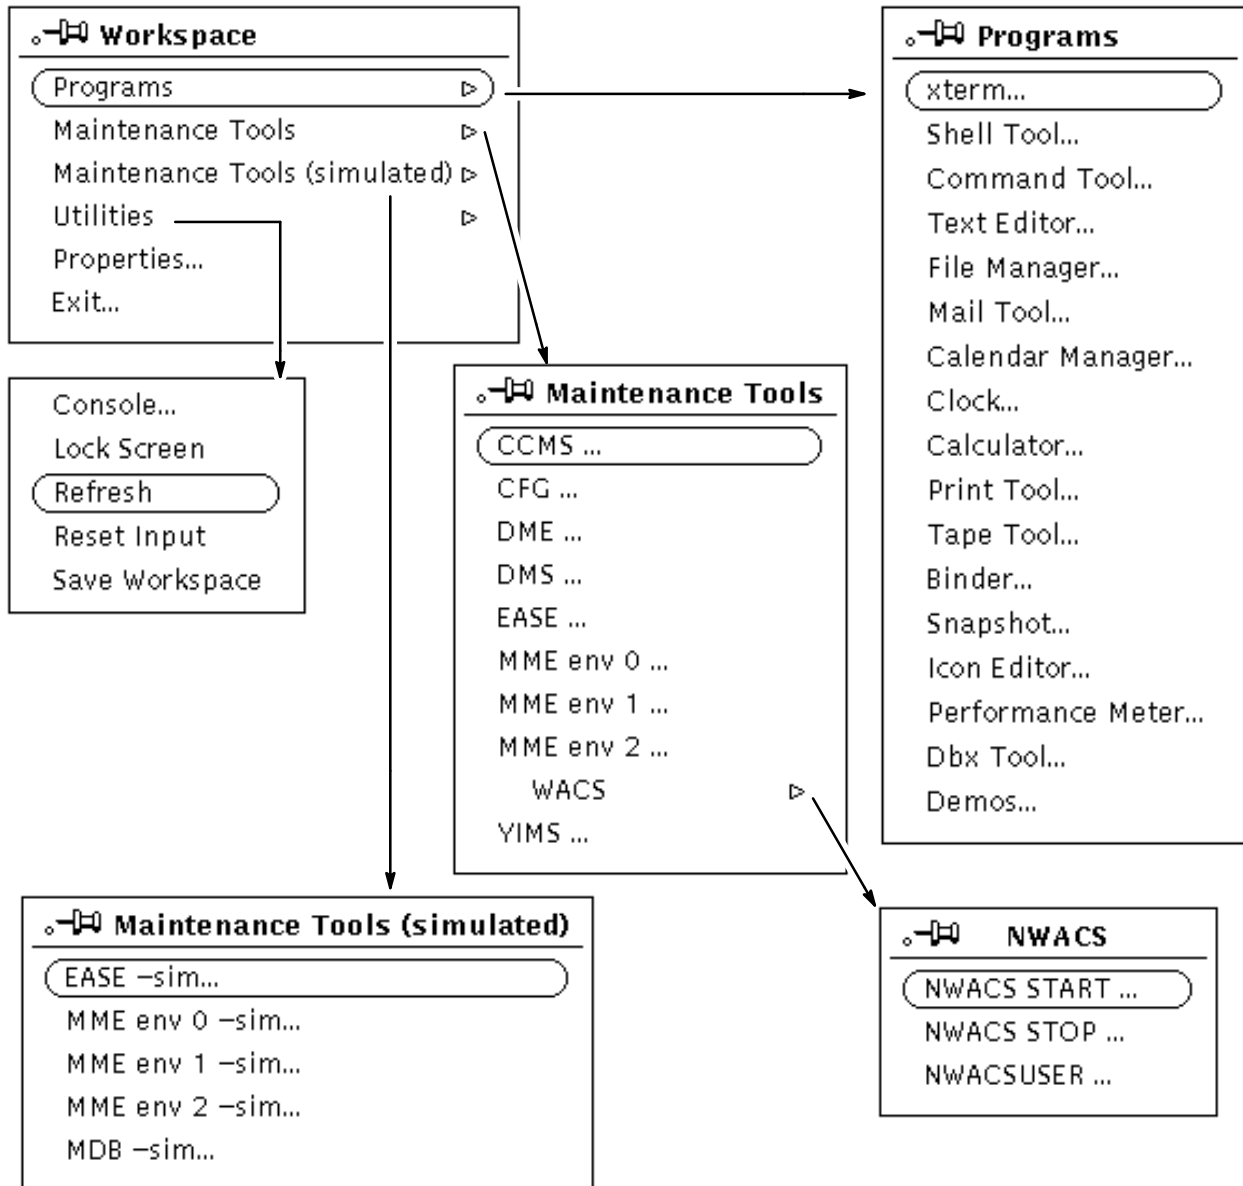 Workspace
Programs
Maintenance Tools
Maintenance Tools (simulated)
Utilities
Properties...
Exit...
Programs
xterm...
Shell Tool...
Command Tool...
Text Editor...
File Manager...
Mail Tool...
Calendar Manager...
Clock...
Calculator...
Print Tool...
Tape Tool...
Binder...
Snapshot...
Icon Editor...
Performance Meter...
Dbx Tool...
Demos...
Console...
Lock Screen
Refresh
Reset Input
Save Workspace
Maintenance Tools
CCMS ...
CFG ...
DME ...
DMS ...
EASE ...
MME env 0 ...
MME env 1 ...
MME env 2 ...
WACS
YIMS ...
Maintenance Tools (simulated)
EASE –sim...
MME env 0 –sim...
MME env 1 –sim...
MME env 2 –sim...
MDB –sim...
NWACS
NWACS START ...
NWACS STOP ...
NWACSUSER ...